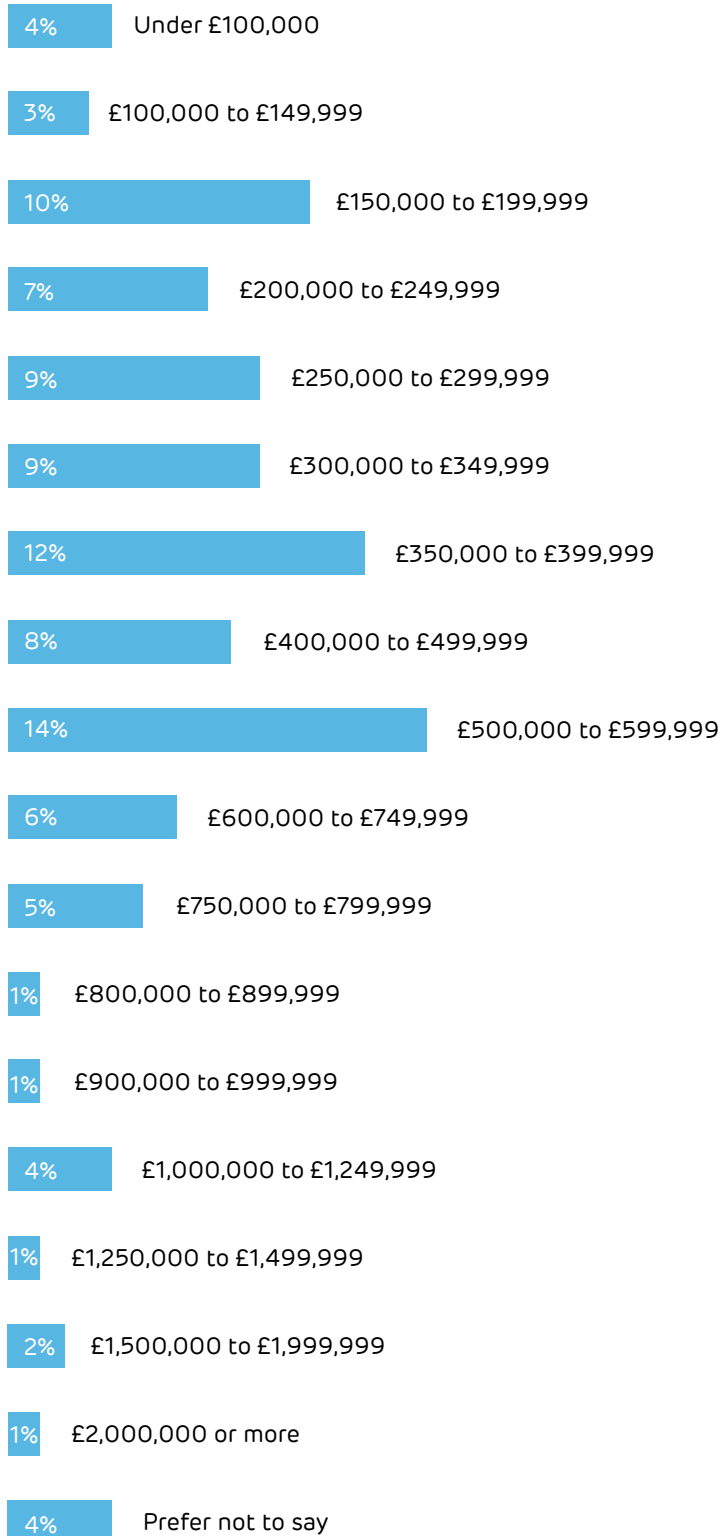 4% Under £100,000
3% £100,000 to £149,999
10% £150,000 to £199,999
7% £200,000 to £249,999
9% £250,000 to £299,999
9% £300,000 to £349,999
12% £350,000 to £399,999
8% £400,000 to £499,999
14% £500,000 to £599,999
6% £600,000 to £749,999
5% £750,000 to £799,999
1% £800,000 to £899,999
1% £900,000 to £999,999
4% £1,000,000 to £1,249,999
1% £1,250,000 to £1,499,999
2% £1,500,000 to £1,999,999
1% £2,000,000 or more
4% Prefer not to say